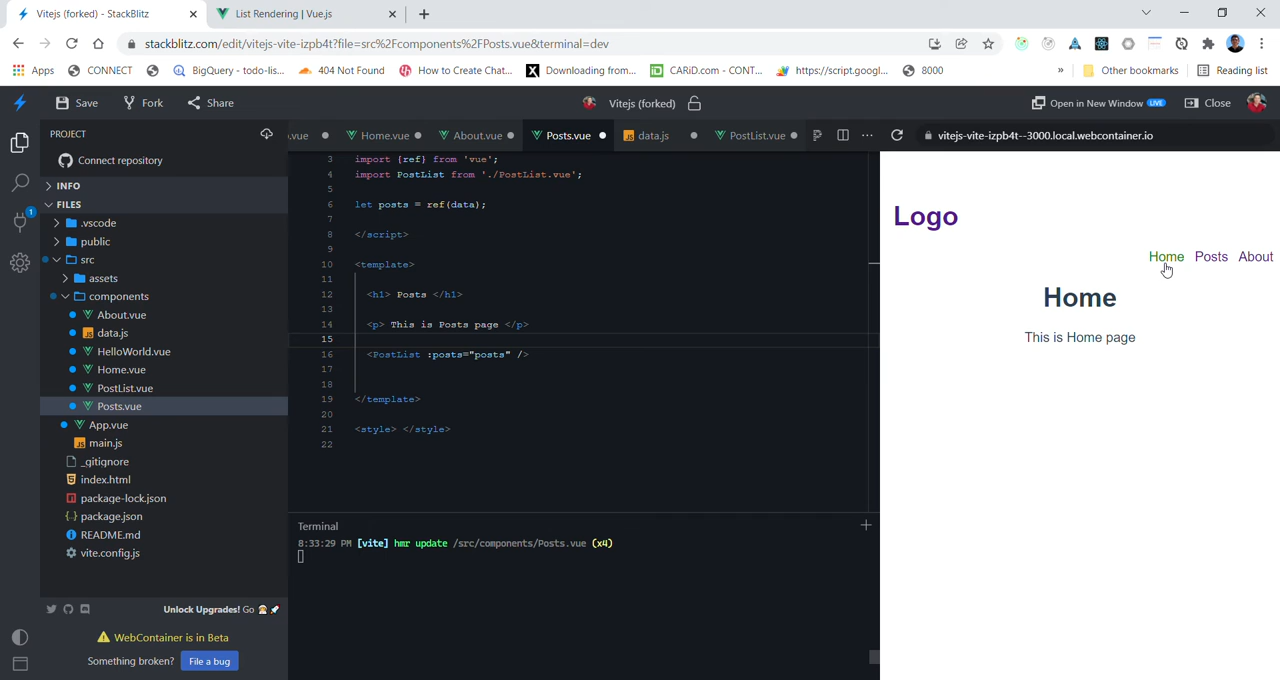 Vitejs (forked) - StackBlitz
List Rendering | Vue.js
stackblitz.com/edit/vitejs-vite-izpb4t?file=src%2Fcomponents%2FPosts.vue&terminal=dev
Apps
CONNECT
BigQuery - todo-lis...
404 Not Found
How to Create Chat...
Downloading from...
CARiD.com - CONT...
https://script.googl...
8000
»
Other bookmarks
Reading list
Save
Fork
Share
Vitejs (forked)
Open in New Window LIVE
Close
PROJECT
.vue
Home.vue
About.vue
Posts.vue
data.js
PostList.vue
vitejs-vite-izpb4t--3000.local.webcontainer.io
Connect repository
INFO
FILES
.vscode
public
src
assets
components
About.vue
data.js
HelloWorld.vue
Home.vue
PostList.vue
Posts.vue
App.vue
main.js
_gitignore
index.html
package-lock.json
package.json
README.md
vite.config.js
1
3 import {ref} from 'vue';
4 import PostList from './PostList.vue';
5
6 let posts = ref(data);
7
8 </script>
9
10 <template>
11
12 <h1> Posts </h1>
13
14 <p> This is Posts page </p>
15
16 <PostList :posts="posts" />
17
18
19 </template>
20
21 <style> </style>
22
Terminal
8:33:29 PM [vite] hmr update /src/components/Posts.vue (x4)
Unlock Upgrades! Go
WebContainer is in Beta
Something broken? File a bug
Logo
Home Posts About
Home
This is Home page